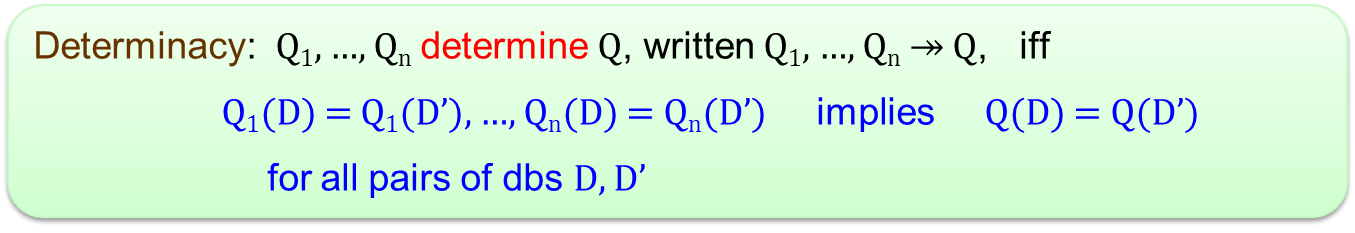 Determinacy: Q₁, ..., Qₙ determine Q, written Q₁, ..., Qₙ ↠ Q, iff
Q₁(D) = Q₁(D’), ..., Qₙ(D) = Qₙ(D’) implies Q(D) = Q(D’)
for all pairs of dbs D, D’